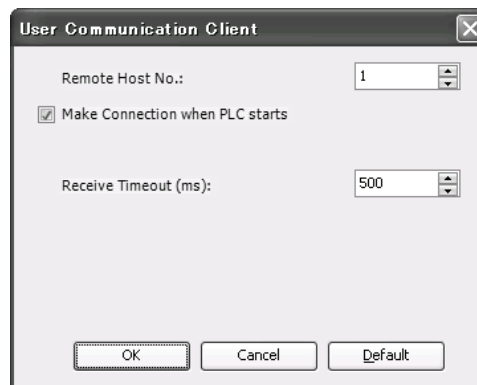 User Communication Client
Remote Host No.: 1
Make Connection when PLC starts
Receive Timeout (ms): 500
OK Cancel Default